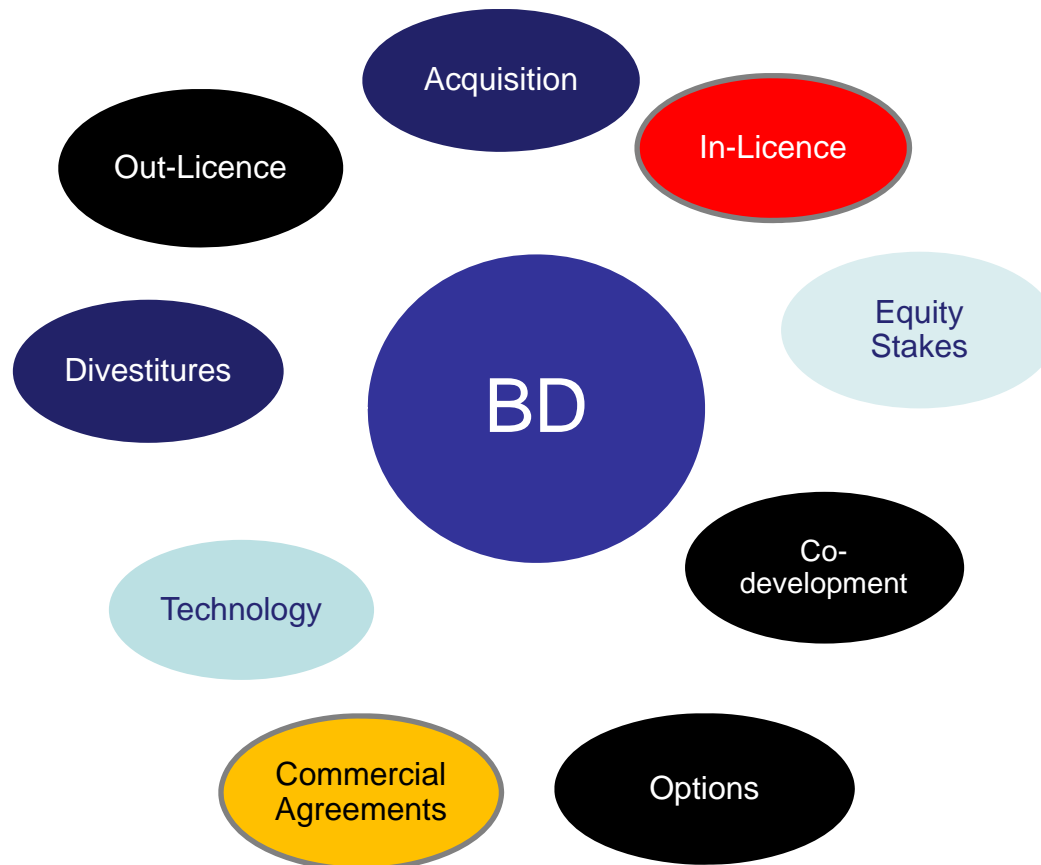 Acquisition
In-Licence
Out-Licence
Equity
Stakes
Divestitures
BD
Co-
development
Technology
Commercial
Agreements
Options